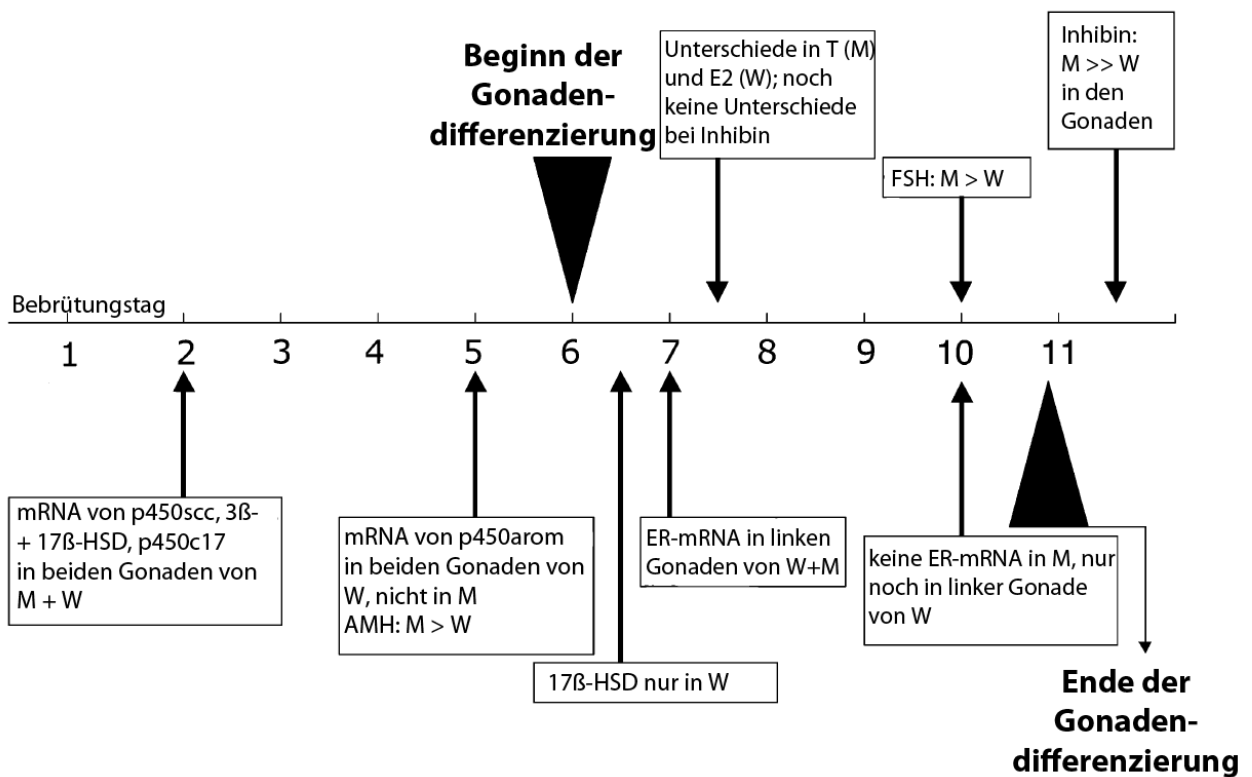 Beginn der
Gonaden-
differenzierung
Unterschiede in T (M)
und E2 (W); noch
keine Unterschiede
bei Inhibin
FSH: M > W
Inhibin:
M >> W
in den
Gonaden
Bebrütungstag
1 2 3 4 5 6 7 8 9 10 11
mRNA von p450scc, 3ß-
+ 17ß-HSD, p450c17
in beiden Gonaden von
M + W
mRNA von p450arom
in beiden Gonaden von
W, nicht in M
AMH: M > W
17ß-HSD nur in W
ER-mRNA in linken
Gonaden von W+M
keine ER-mRNA in M, nur
noch in linker Gonade
von W
Ende der
Gonaden-
differenzierung